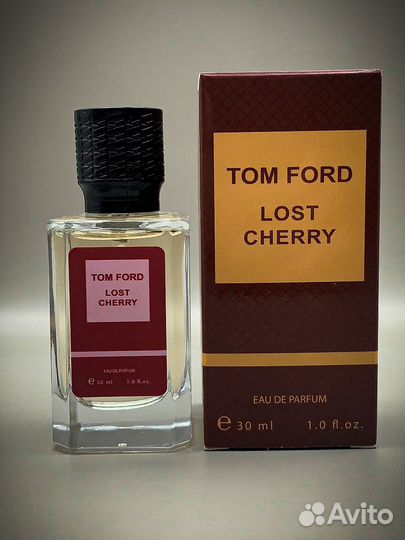 TOM FORD
LOST
CHERRY
EAU DE PARFUM
℮ 30 ml 1.0 fl.oz.
TOM FORD
LOST
CHERRY
EAU DE PARFUM
℮ 30 ml 1.0 fl.oz.
Avito